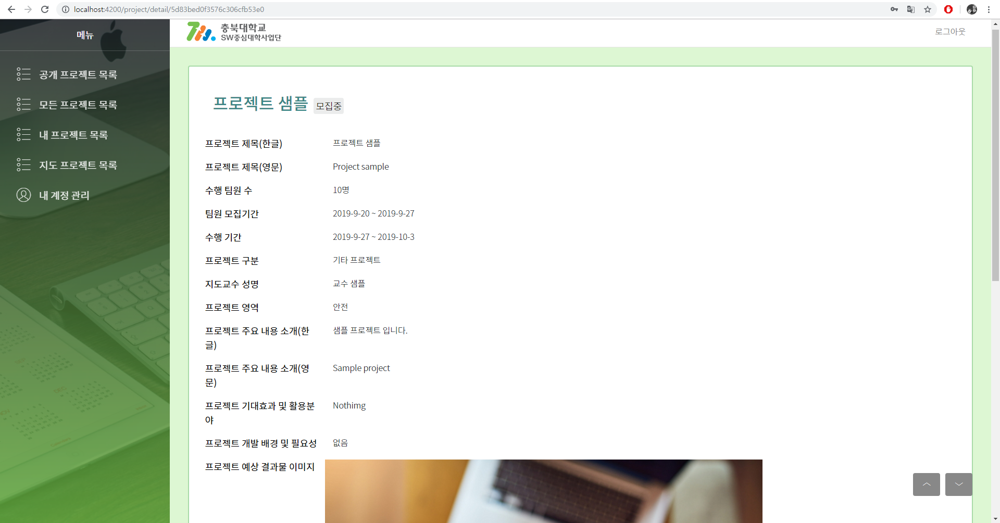 localhost:4200/project/detail/5d83bed0f3576c306cfb53e0
메뉴
충북대학교
SW중심대학사업단
로그아웃
공개 프로젝트 목록
모든 프로젝트 목록
내 프로젝트 목록
지도 프로젝트 목록
내 계정 관리
프로젝트 샘플 모집중
프로젝트 제목(한글) 프로젝트 샘플
프로젝트 제목(영문) Project sample
수행 팀원 수 10명
팀원 모집기간 2019-9-20 ~ 2019-9-27
수행 기간 2019-9-27 ~ 2019-10-3
프로젝트 구분 기타 프로젝트
지도교수 성명 교수 샘플
프로젝트 영역 안전
프로젝트 주요 내용 소개(한 샘플 프로젝트 입니다.
글)
프로젝트 주요 내용 소개(영 Sample project
문)
프로젝트 기대효과 및 활용분 Nothimg
야
프로젝트 개발 배경 및 필요성 없음
프로젝트 예상 결과물 이미지